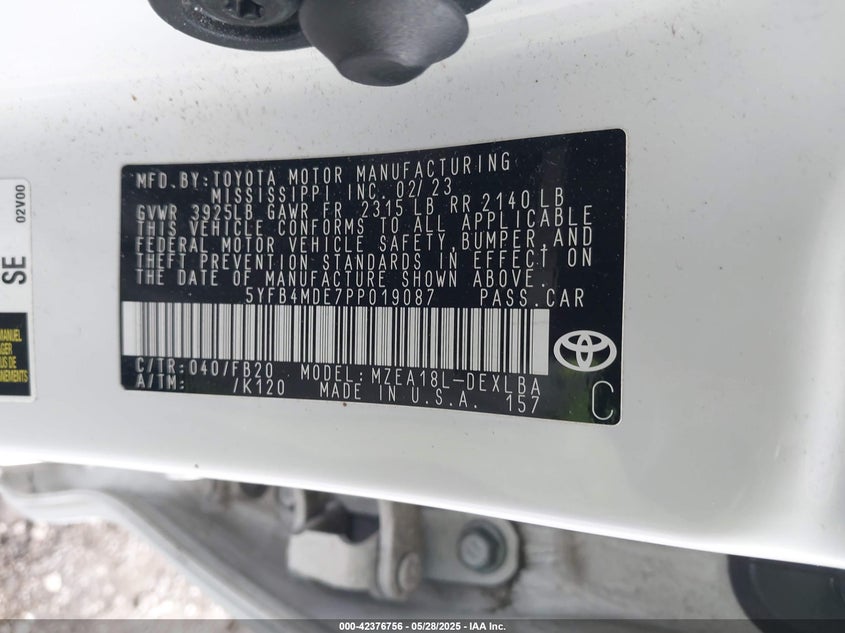 MFD. BY: TOYOTA MOTOR MANUFACTURING
MISSISSIPPI INC. 02/23
GVWR 3925LB GAWR FR 2315 LB RR 2140 LB
THIS VEHICLE CONFORMS TO ALL APPLICABLE
FEDERAL MOTOR VEHICLE SAFETY, BUMPER, AND
THEFT PREVENTION STANDARDS IN EFFECT ON
THE DATE OF MANUFACTURE SHOWN ABOVE.
5YFB4MDE7PP019087 PASS.CAR
C/TR: 040/FB20 MODEL: MZEA18L-DEXLBA
A/TM: /K120 MADE IN U.S.A. 157
C
SE
02V00
MANUEL
000-42376756 - 05/28/2025 - IAA Inc.